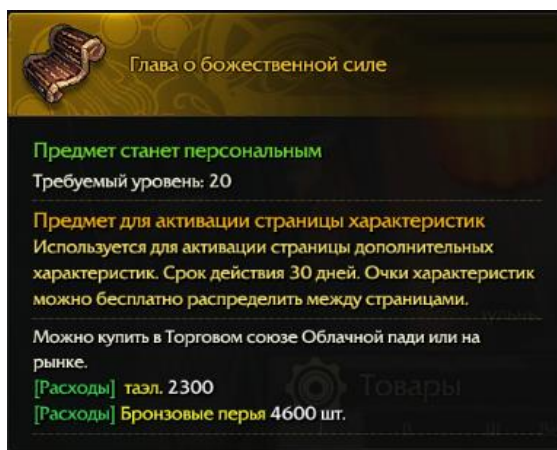 Глава о божественной силе
Предмет станет персональным
Требуемый уровень: 20
Предмет для активации страницы характеристик
Используется для активации страницы дополнительных
характеристик. Срок действия 30 дней. Очки характеристик
можно бесплатно распределить между страницами.
Можно купить в Торговом союзе Облачной пади или на
рынке.
[Расходы] таэл. 2300
Товары
[Расходы] Бронзовые перья 4600 шт.